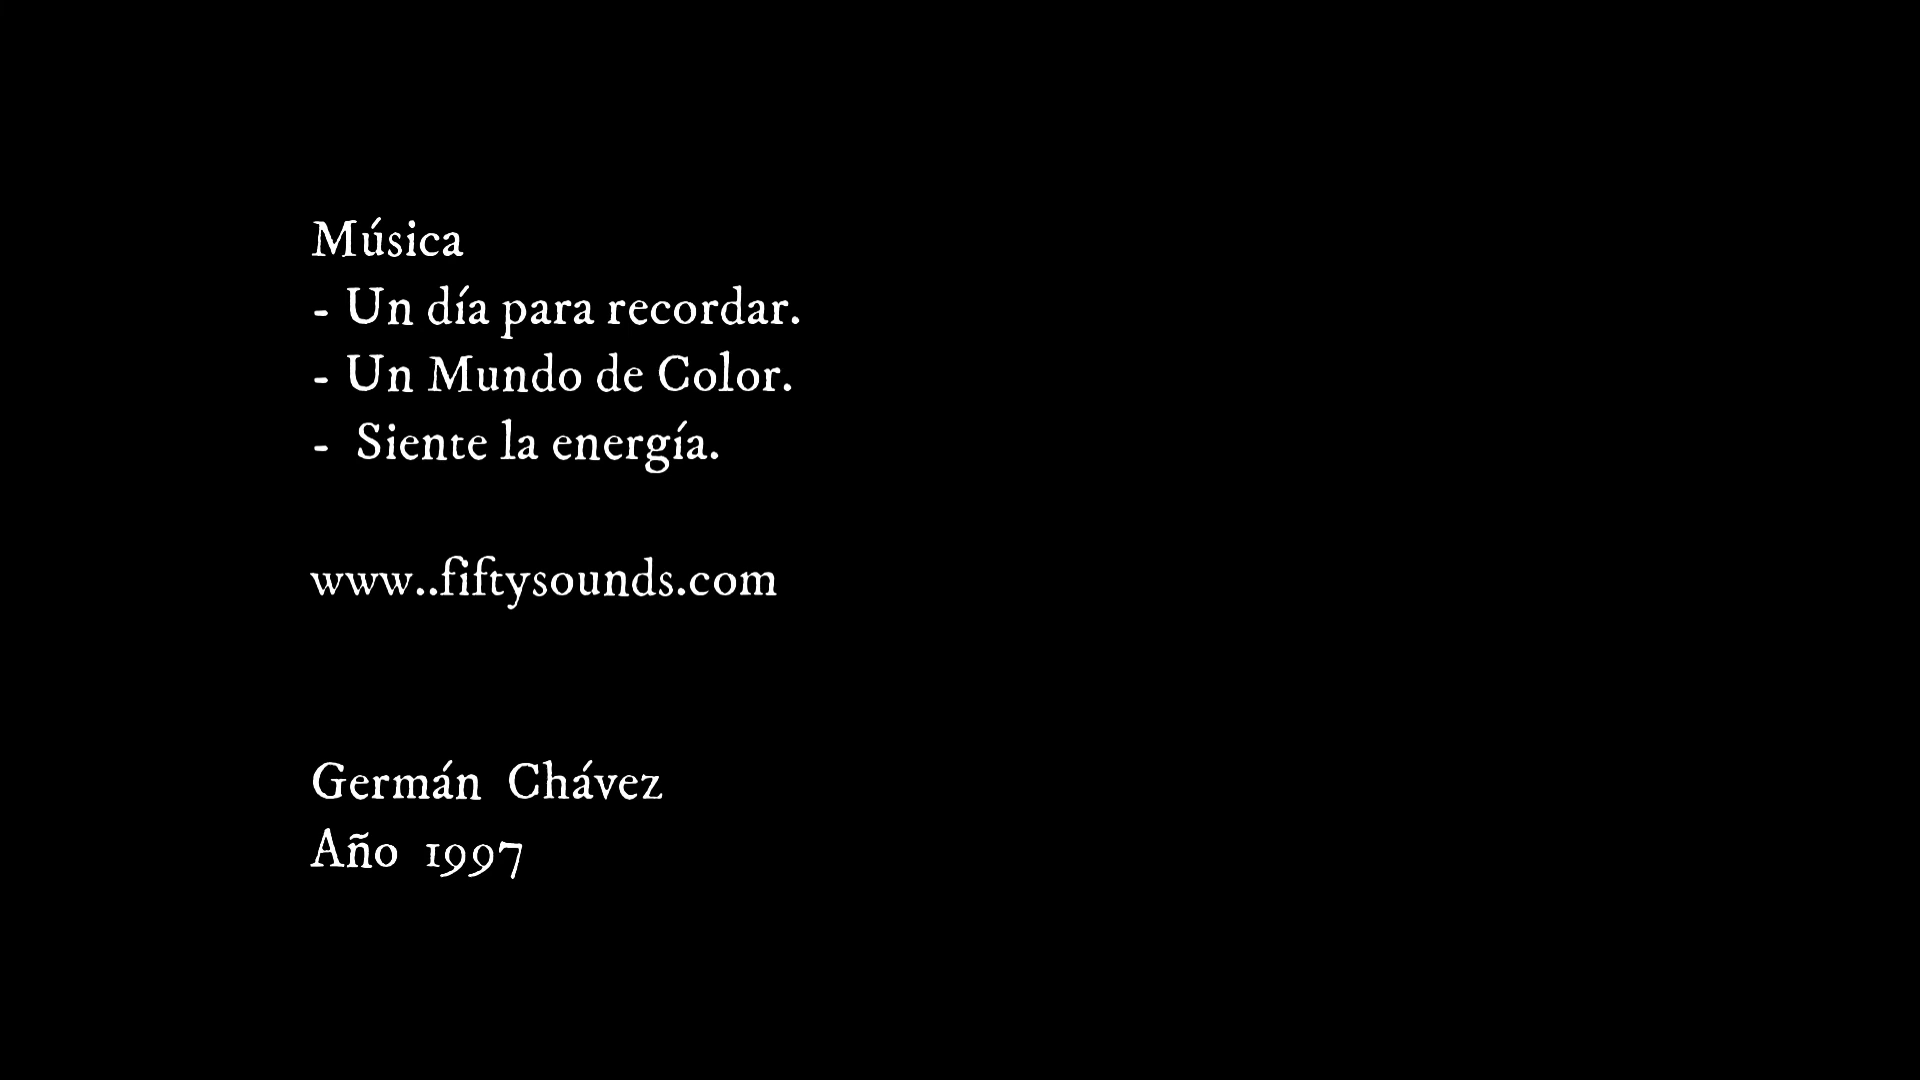 Música
- Un día para recordar.
- Un Mundo de Color.
-  Siente la energía.
www..fiftysounds.com
Germán  Chávez
Año  1997